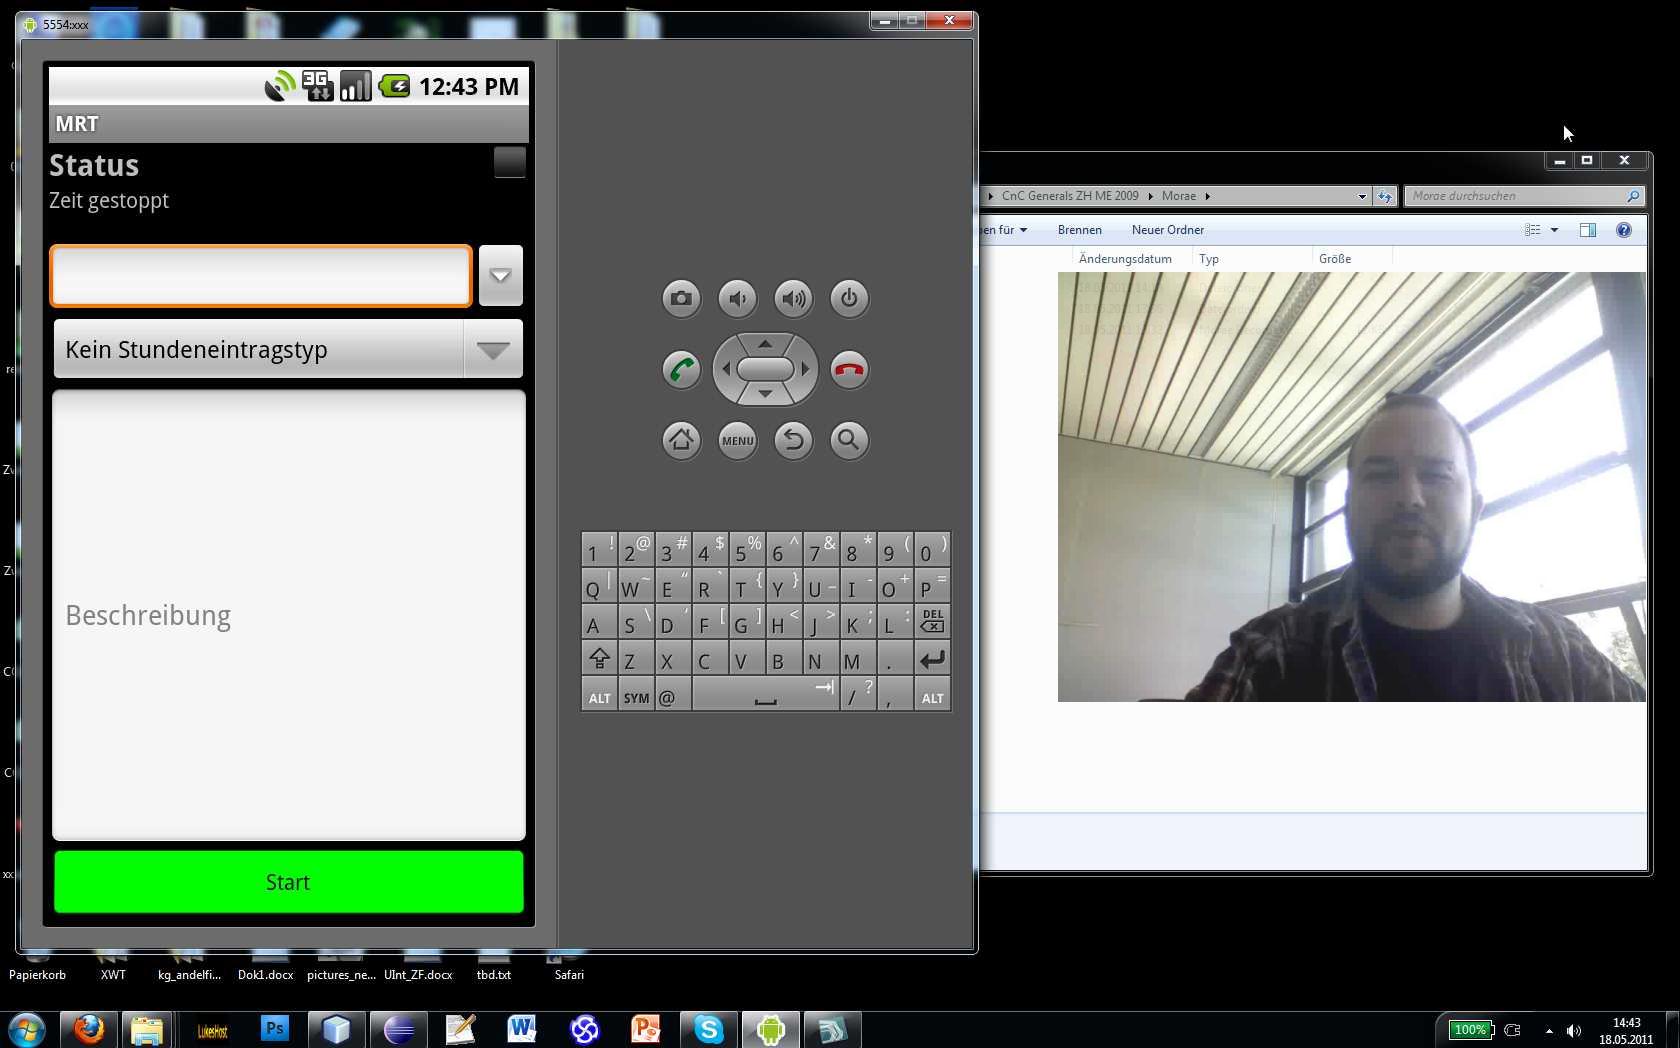 5554:xxx
3G
12:43 PM
MRT
Status
Zeit gestoppt
Kein Stundeneintragstyp
Beschreibung
Start
MENU
1 ! 2 @ 3 # 4 $ 5 % 6 ^ 7 & 8 * 9 ( 0 )
Q | W ~ E " R ` T { Y } U _ I - O + P =
A S \ D ' F [ G ] H < J > K ; L : DEL
Z X C V B N M .
ALT SYM @ / ? , ALT
CnC Generals ZH ME 2009 Morae
Morae durchsuchen
en für Brennen Neuer Ordner
Änderungsdatum Typ Größe
Papierkorb XWT kg_andelfi... Dok1.docx pictures_ne... UInt_ZF.docx tbd.txt Safari
LukesHost
Ps
100%
14:43
18.05.2011